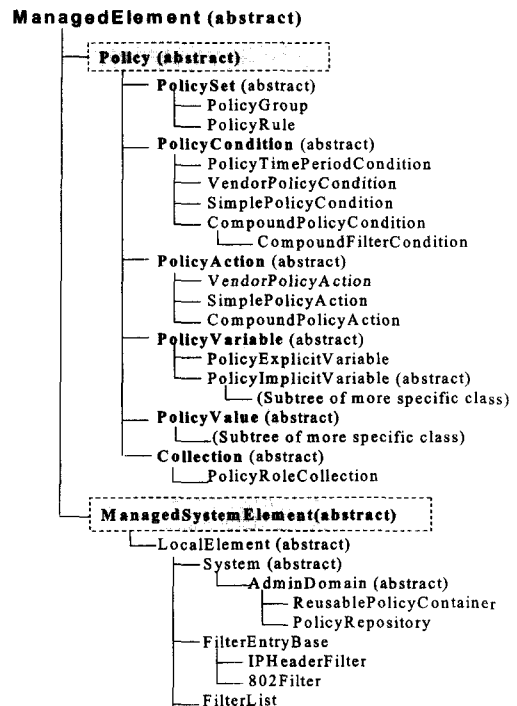 ManagedElement (abstract)
Policy (abstract)
PolicySet (abstract)
PolicyGroup
PolicyRule
PolicyCondition (abstract)
PolicyTimePeriodCondition
VendorPolicyCondition
SimplePolicyCondition
CompoundPolicyCondition
CompoundFilterCondition
PolicyAction (abstract)
VendorPolicyAction
SimplePolicyAction
CompoundPolicyAction
PolicyVariable (abstract)
PolicyExplicitVariable
PolicyImplicitVariable (abstract)
(Subtree of more specific class)
PolicyValue (abstract)
(Subtree of more specific class)
Collection (abstract)
PolicyRoleCollection
ManagedSystemElement(abstract)
LocalElement (abstract)
System (abstract)
AdminDomain (abstract)
ReusablePolicyContainer
PolicyRepository
FilterEntryBase
IPHeaderFilter
802Filter
FilterList